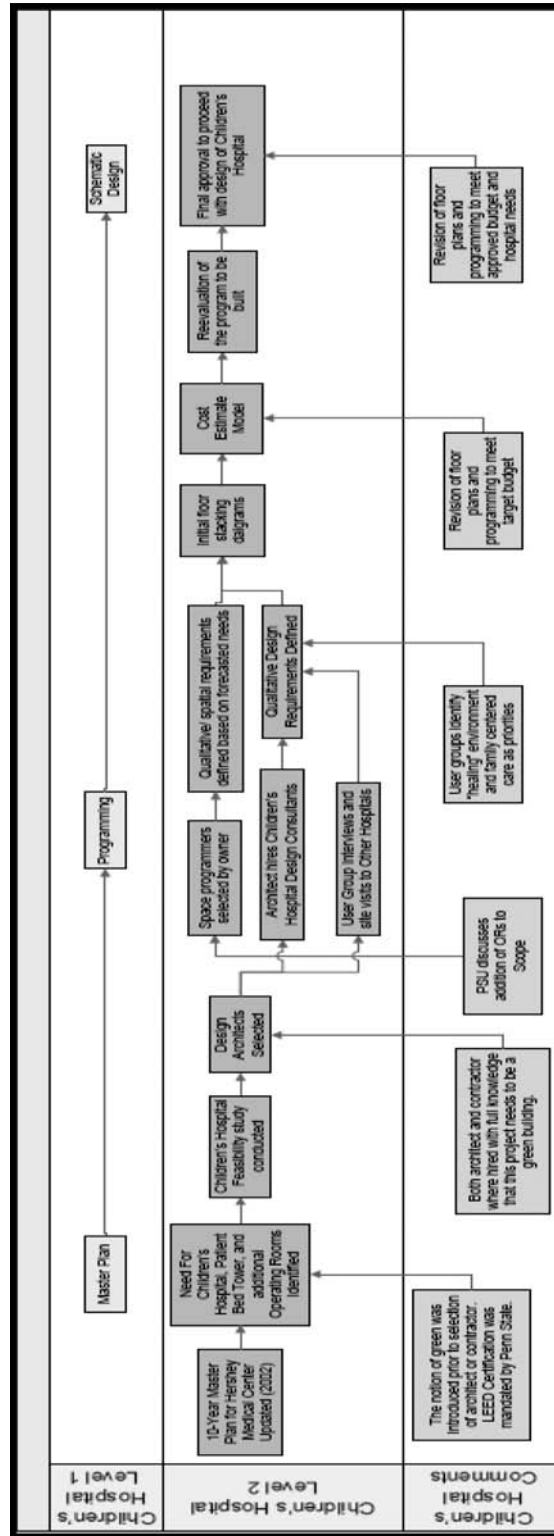 Children's
Hospital
Level 1
Master Plan
Programming
Schematic
Design
Children's Hospital
Level 2
10-Year Master
Plan for Hershey
Medical Center
Updated (2002)
Need For
Children's
Hospital, Patient
Bed Tower, and
additional
Operating Rooms
Identified
Children's Hospital
Feasibility study
conducted
Design
Architects
Selected
Space programmers
selected by owner
Architect hires Children's
Hospital Design Consultants
User Group Interviews and
site visits to Other Hospitals
Qualitative/ spatial requirements
defined based on forecasted needs
Qualitative Design
Requirements Defined
Initial floor
stacking
daigrams
Cost
Estimate
Model
Reevaluation of
the program to be
built
Final approval to proceed
with design of Children's
Hospital
Children's
Hospital
Comments
The notion of green was
Introduced prior to selection
of architect or contractor.
LEED Certification was
mandated by Penn State.
Both architect and contractor
where hired with full knowledge
that this project needs to be a
green building.
PSU discusses
addition of ORs to
Scope
User groups Identify
"healing" environment
and family centered
care as priorities
Revision of floor
plans and
programming to meet
target budget
Revision of floor
plans and
programming to meet
approved budget and
hospital needs